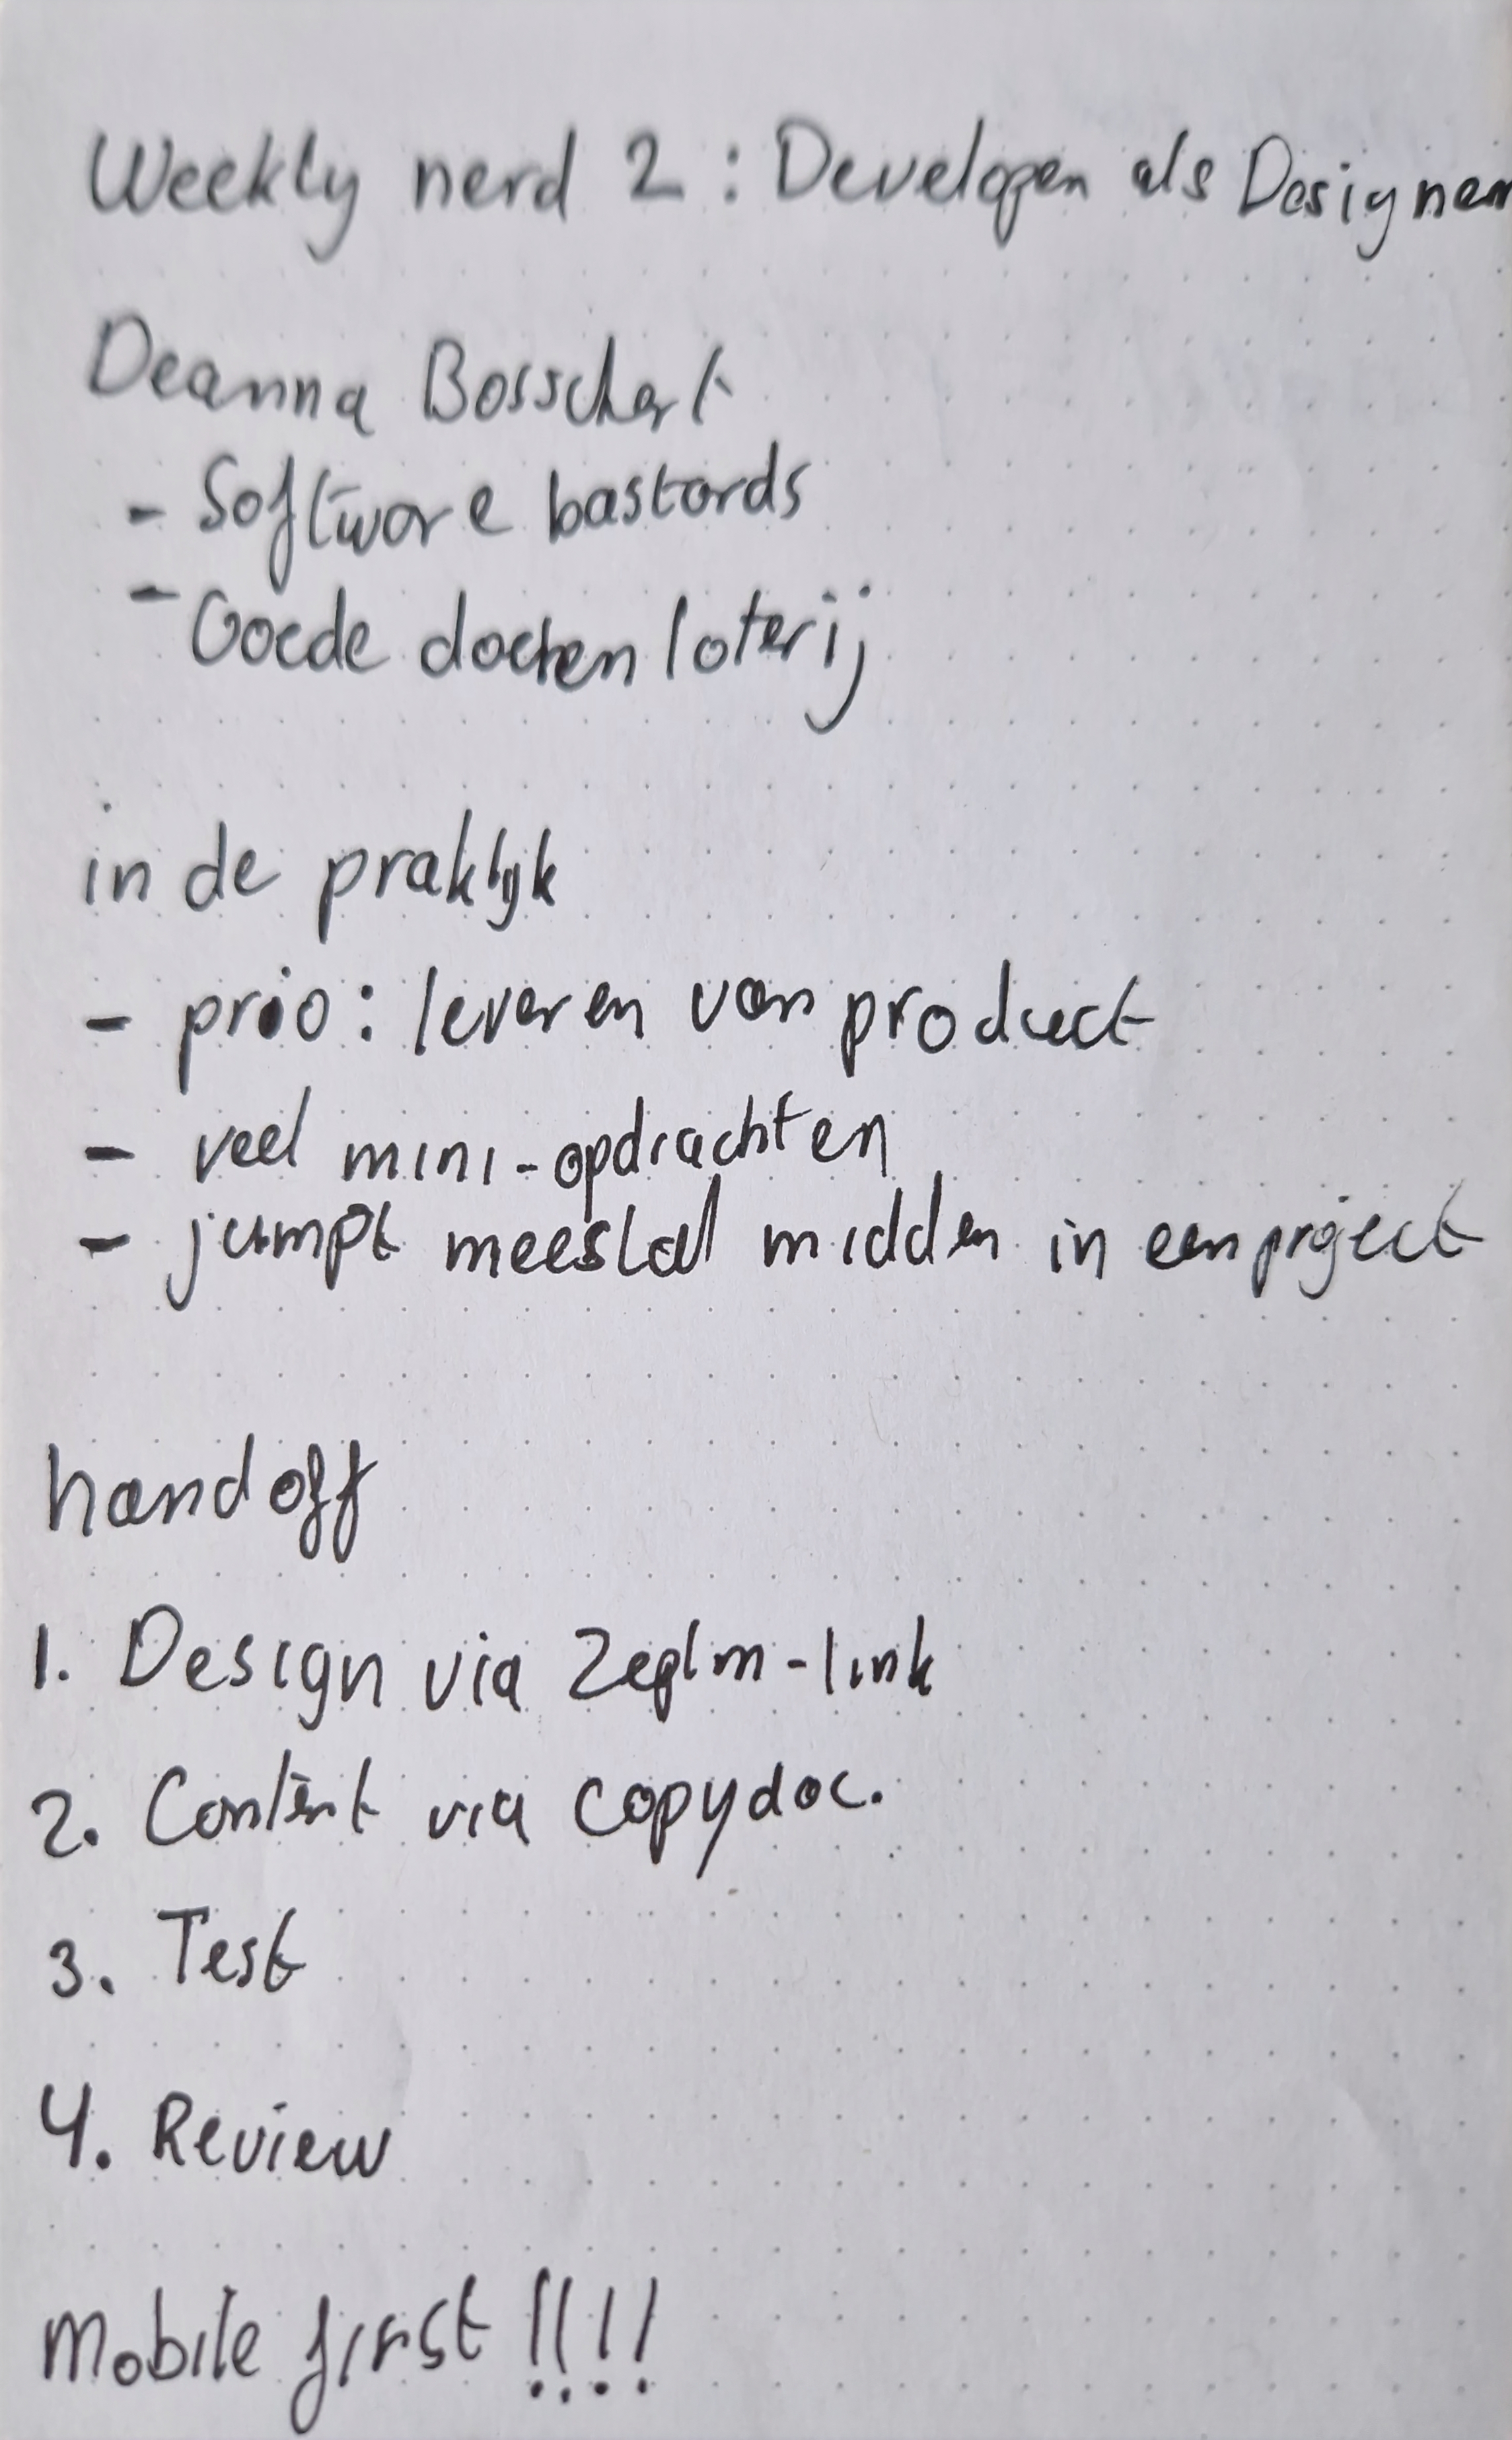 Weekly nerd 2 : Developen als Designer
Deanna Bosschert
- Software bastards
- Goede doelen loterij
in de praktijk
- prio: leveren van product
- veel mini-opdrachten
- jumpt meestal midden in een project
handoff
1. Design via Zeplin-link
2. Content via copydoc.
3. Test
4. Review
Mobile first !!!!